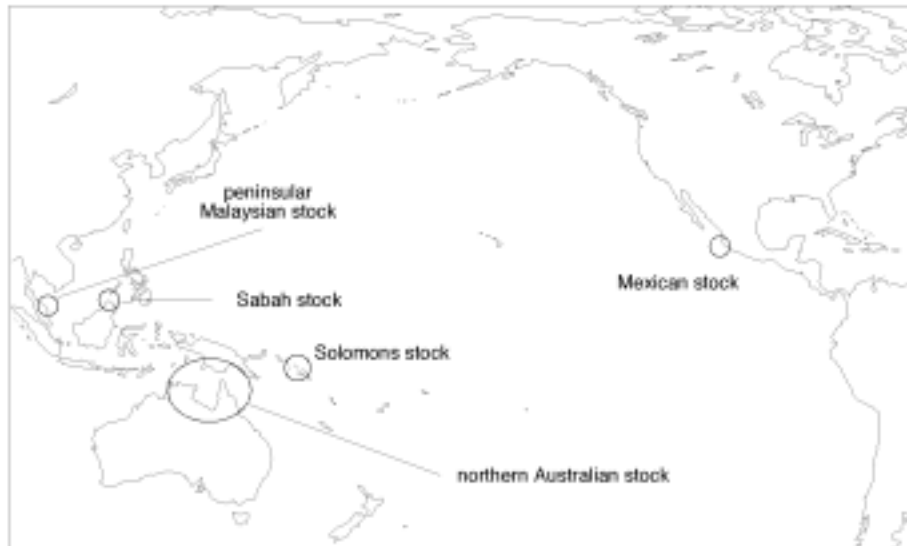 peninsular
Malaysian stock
Sabah stock
Mexican stock
Solomons stock
northern Australian stock